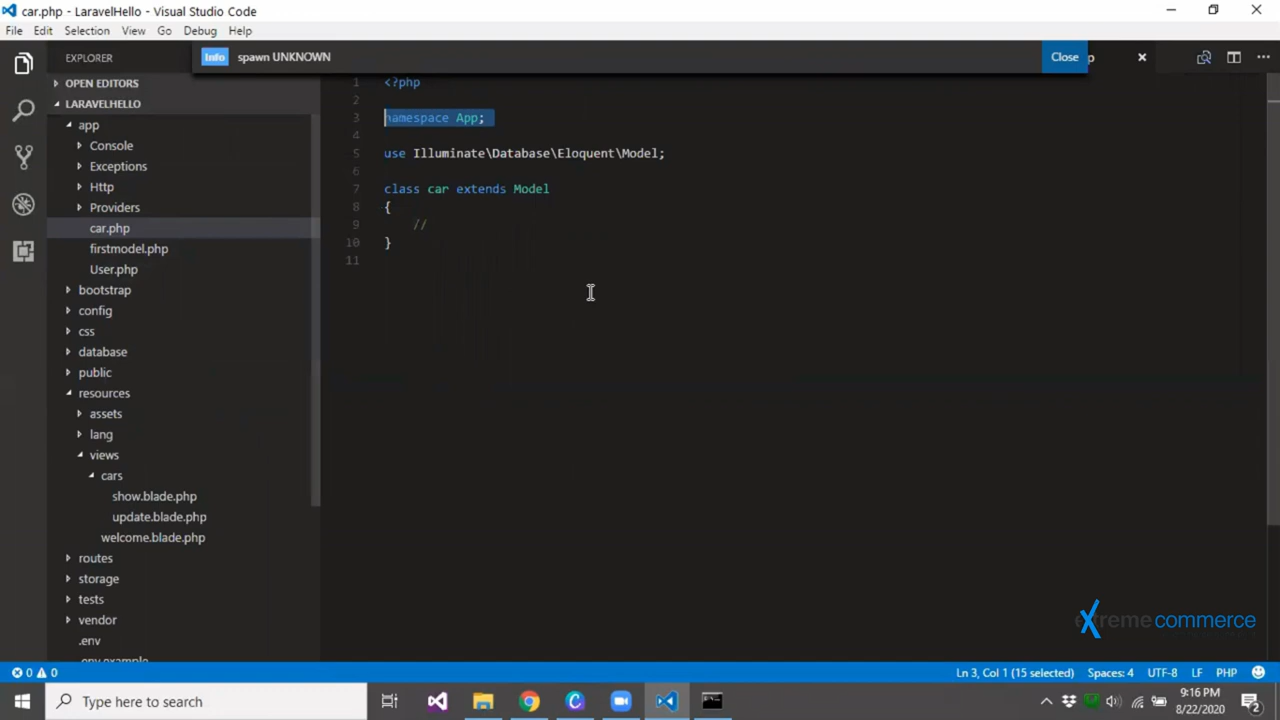 car.php - LaravelHello - Visual Studio Code
File Edit Selection View Go Debug Help
EXPLORER
Info spawn UNKNOWN
Close
p
OPEN EDITORS
LARAVELHELLO
app
Console
Exceptions
Http
Providers
car.php
firstmodel.php
User.php
bootstrap
config
css
database
public
resources
assets
lang
views
cars
show.blade.php
update.blade.php
welcome.blade.php
routes
storage
tests
vendor
.env
.env.example
1 <?php
2
3 namespace App;
4
5 use Illuminate\Database\Eloquent\Model;
6
7 class car extends Model
8 {
9 //
10 }
11
extreme commerce
0 0
Ln 3, Col 1 (15 selected) Spaces: 4 UTF-8 LF PHP
Type here to search
9:16 PM
8/22/2020
2